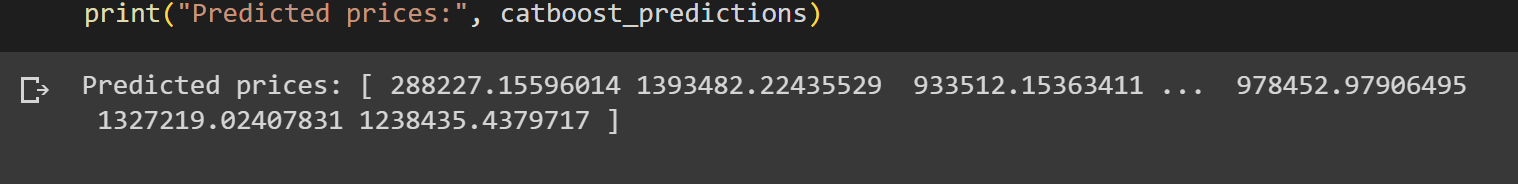 print("Predicted prices:", catboost_predictions)
Predicted prices: [ 288227.15596014 1393482.22435529  933512.15363411 ...  978452.97906495
 1327219.02407831 1238435.4379717 ]